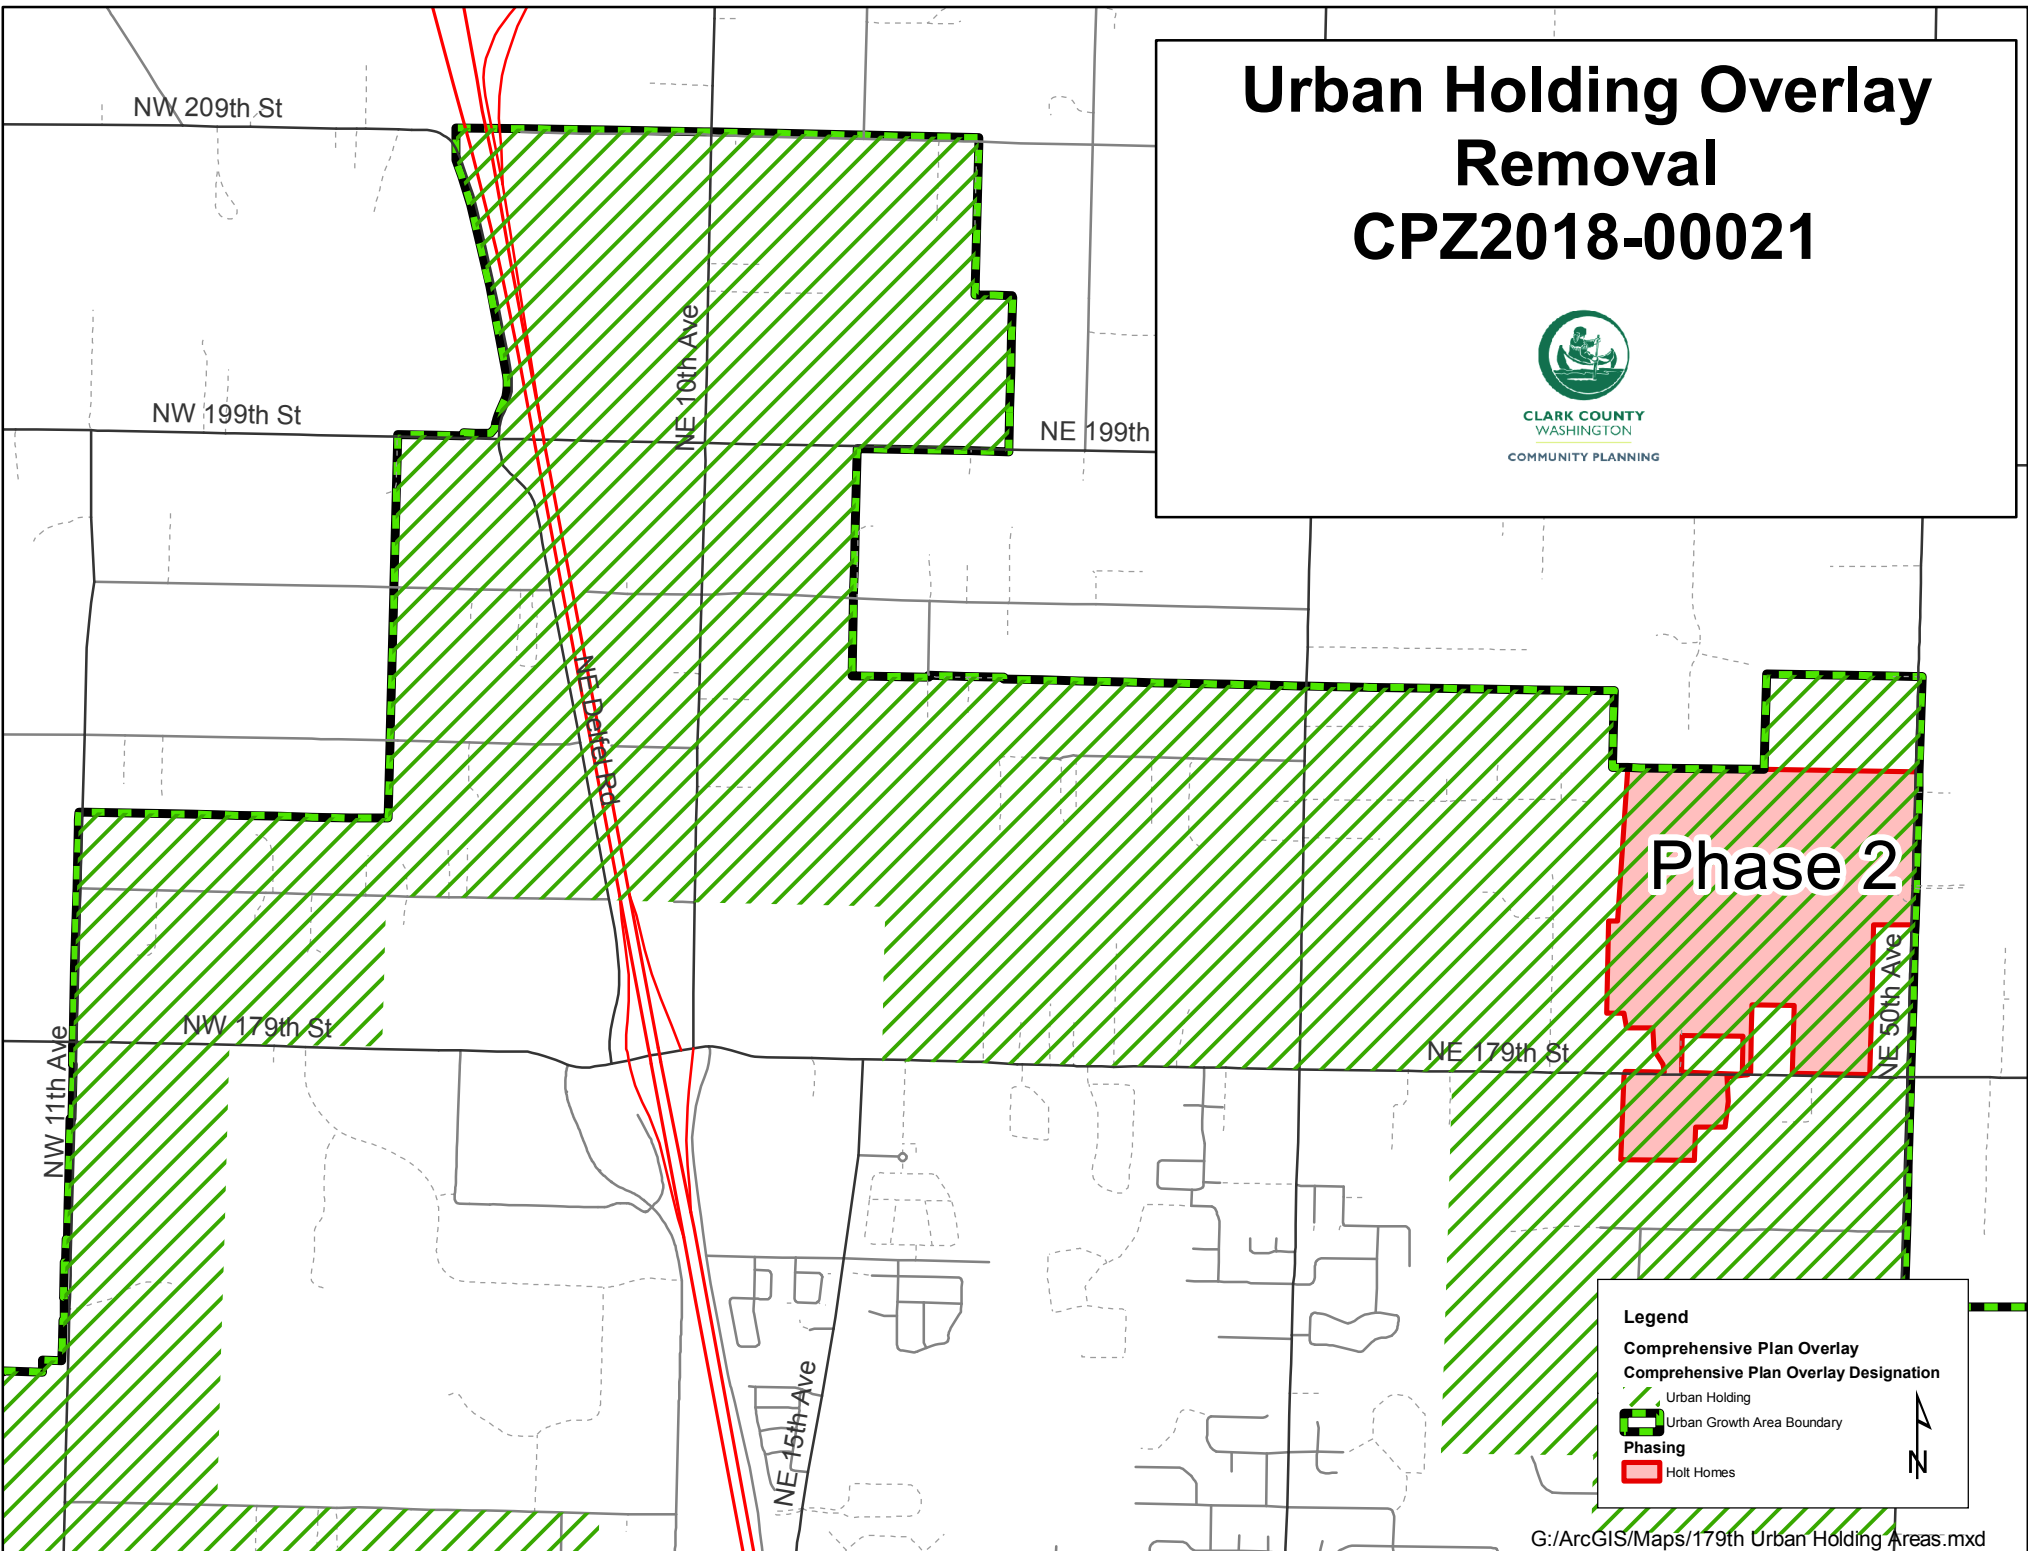 Urban Holding Overlay
Removal
CPZ2018-00021
CLARK COUNTY
WASHINGTON
COMMUNITY PLANNING
NW 209th St
NE 10th Ave
NW 199th St
NE 199th
NE Delfel Rd
Phase 2
NE 50th Ave
NW 179th St
NE 179th St
NW 11th Ave
NE 15th Ave
Legend
Comprehensive Plan Overlay
Comprehensive Plan Overlay Designation
Urban Holding
Urban Growth Area Boundary
Phasing
Holt Homes
N
G:/ArcGIS/Maps/179th Urban Holding Areas.mxd